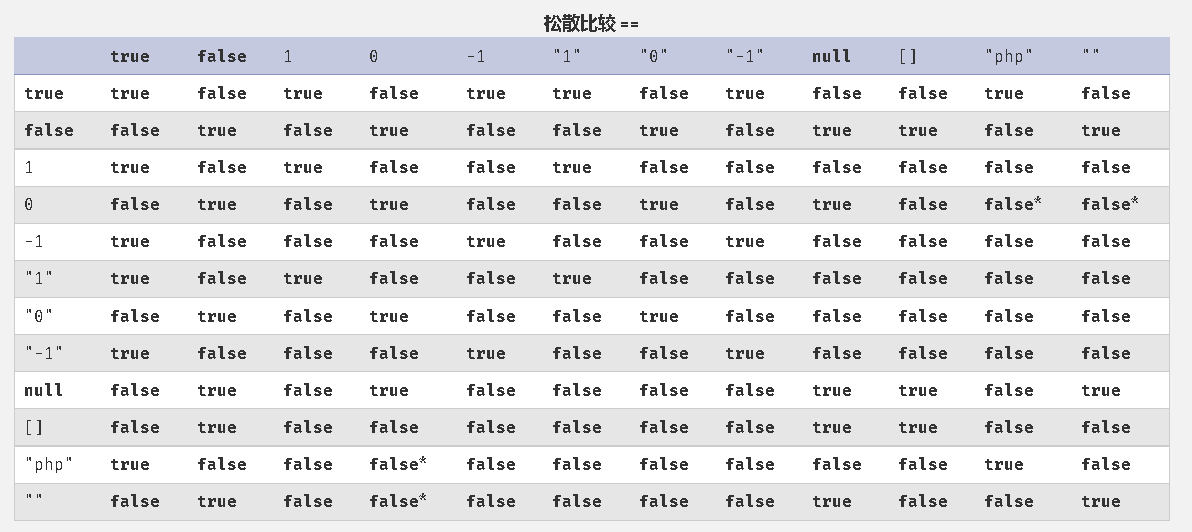 松散比较 ==
true false 1 0 -1 "1" "0" "-1" null [] "php" ""
true true false true false true true false true false false true false
false false true false true false false true false true true false true
1 true false true false false true false false false false false false
0 false true false true false false true false true false false* false*
-1 true false false false true false false true false false false false
"1" true false true false false true false false false false false false
"0" false true false true false false true false false false false false
"-1" true false false false true false false true false false false false
null false true false true false false false false true true false true
[] false true false false false false false false true true false false
"php" true false false false* false false false false false false true false
"" false true false false* false false false false true false false true